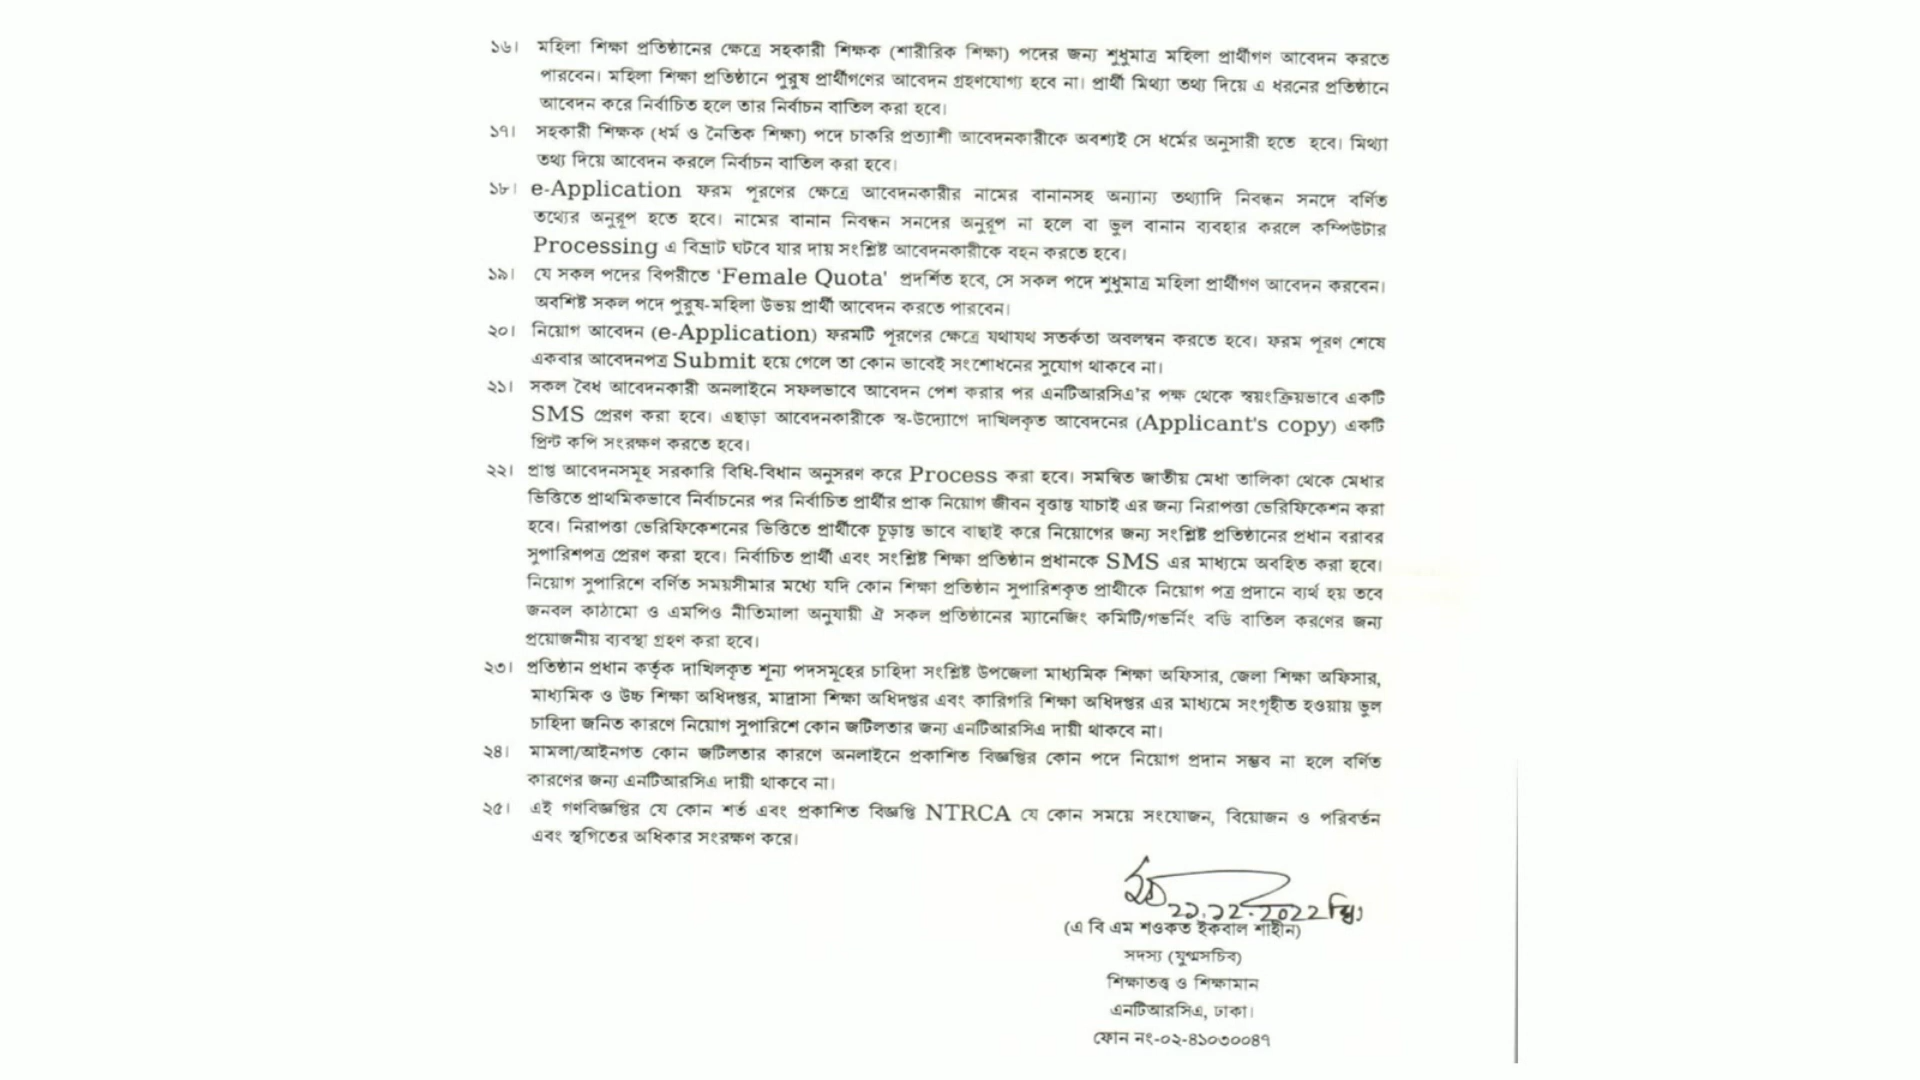 ১৬। মহিলা শিক্ষা প্রতিষ্ঠানের ক্ষেত্রে সহকারী শিক্ষক (শারীরিক শিক্ষা) পদের জন্য শুধুমাত্র মহিলা প্রার্থীগণ আবেদন করতে
পারবেন। মহিলা শিক্ষা প্রতিষ্ঠানে পুরুষ প্রার্থীগণের আবেদন গ্রহণযোগ্য হবে না। প্রার্থী মিথ্যা তথ্য দিয়ে এ ধরনের প্রতিষ্ঠানে
আবেদন করে নির্বাচিত হলে তার নির্বাচন বাতিল করা হবে।
১৭। সহকারী শিক্ষক (ধর্ম ও নৈতিক শিক্ষা) পদে চাকরি প্রত্যাশী আবেদনকারীকে অবশ্যই সে ধর্মের অনুসারী হতে হবে। মিথ্যা
তথ্য দিয়ে আবেদন করলে নির্বাচন বাতিল করা হবে।
১৮। e-Application ফরম পূরণের ক্ষেত্রে আবেদনকারীর নামের বানানসহ অন্যান্য তথ্যাদি নিবন্ধন সনদে বর্ণিত
তথ্যের অনুরূপ হতে হবে। নামের বানান নিবন্ধন সনদের অনুরূপ না হলে বা ভুল বানান ব্যবহার করলে কম্পিউটার
Processing এ বিভ্রাট ঘটবে যার দায় সংশ্লিষ্ট আবেদনকারীকে বহন করতে হবে।
১৯। যে সকল পদের বিপরীতে ‘Female Quota' প্রদর্শিত হবে, সে সকল পদে শুধুমাত্র মহিলা প্রার্থীগণ আবেদন করবেন।
অবশিষ্ট সকল পদে পুরুষ-মহিলা উভয় প্রার্থী আবেদন করতে পারবেন।
২০। নিয়োগ আবেদন (e-Application) ফরমটি পূরণের ক্ষেত্রে যথাযথ সতর্কতা অবলম্বন করতে হবে। ফরম পূরণ শেষে
একবার আবেদনপত্র Submit হয়ে গেলে তা কোন ভাবেই সংশোধনের সুযোগ থাকবে না।
২১। সকল বৈধ আবেদনকারী অনলাইনে সফলভাবে আবেদন পেশ করার পর এনটিআরসিএ’র পক্ষ থেকে স্বয়ংক্রিয়ভাবে একটি
SMS প্রেরণ করা হবে। এছাড়া আবেদনকারীকে স্ব-উদ্যোগে দাখিলকৃত আবেদনের (Applicant's copy) একটি
প্রিন্ট কপি সংরক্ষণ করতে হবে।
২২। প্রাপ্ত আবেদনসমূহ সরকারি বিধি-বিধান অনুসরণ করে Process করা হবে। সমন্বিত জাতীয় মেধা তালিকা থেকে মেধার
ভিত্তিতে প্রাথমিকভাবে নির্বাচনের পর নির্বাচিত প্রার্থীর প্রাক নিয়োগ জীবন বৃত্তান্ত যাচাই এর জন্য নিরাপত্তা ভেরিফিকেশন করা
হবে। নিরাপত্তা ভেরিফিকেশনের ভিত্তিতে প্রার্থীকে চূড়ান্ত ভাবে বাছাই করে নিয়োগের জন্য সংশ্লিষ্ট প্রতিষ্ঠানের প্রধান বরাবর
সুপারিশপত্র প্রেরণ করা হবে। নির্বাচিত প্রার্থী এবং সংশ্লিষ্ট শিক্ষা প্রতিষ্ঠান প্রধানকে SMS এর মাধ্যমে অবহিত করা হবে।
নিয়োগ সুপারিশে বর্ণিত সময়সীমার মধ্যে যদি কোন শিক্ষা প্রতিষ্ঠান সুপারিশকৃত প্রার্থীকে নিয়োগ পত্র প্রদানে ব্যর্থ হয় তবে
জনবল কাঠামো ও এমপিও নীতিমালা অনুযায়ী ঐ সকল প্রতিষ্ঠানের ম্যানেজিং কমিটি/গভর্নিং বডি বাতিল করণের জন্য
প্রয়োজনীয় ব্যবস্থা গ্রহণ করা হবে।
২৩। প্রতিষ্ঠান প্রধান কর্তৃক দাখিলকৃত শূন্য পদসমূহের চাহিদা সংশ্লিষ্ট উপজেলা মাধ্যমিক শিক্ষা অফিসার, জেলা শিক্ষা অফিসার,
মাধ্যমিক ও উচ্চ শিক্ষা অধিদপ্তর, মাদ্রাসা শিক্ষা অধিদপ্তর এবং কারিগরি শিক্ষা অধিদপ্তর এর মাধ্যমে সংগৃহীত হওয়ায় ভুল
চাহিদা জনিত কারণে নিয়োগ সুপারিশে কোন জটিলতার জন্য এনটিআরসিএ দায়ী থাকবে না।
২৪। মামলা/আইনগত কোন জটিলতার কারণে অনলাইনে প্রকাশিত বিজ্ঞপ্তির কোন পদে নিয়োগ প্রদান সম্ভব না হলে বর্ণিত
কারণের জন্য এনটিআরসিএ দায়ী থাকবে না।
২৫। এই গণবিজ্ঞপ্তির যে কোন শর্ত এবং প্রকাশিত বিজ্ঞপ্তি NTRCA যে কোন সময়ে সংযোজন, বিয়োজন ও পরিবর্তন
এবং স্থগিতের অধিকার সংরক্ষণ করে।
(এ বি এম শওকত ইকবাল শাহীন)
সদস্য (যুগ্মসচিব)
শিক্ষাতত্ত্ব ও শিক্ষামান
এনটিআরসিএ, ঢাকা।
ফোন নং-০২-৪১০৩০০৪৭